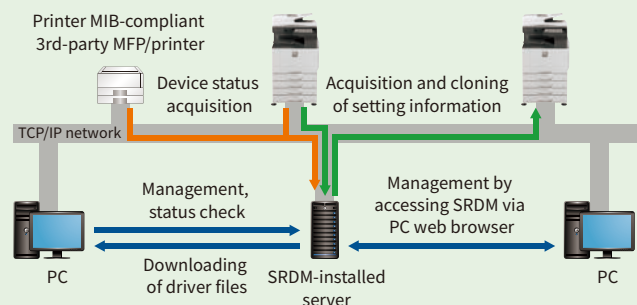 Printer MIB-compliant
3rd-party MFP/printer
Device status
acquisition
Acquisition and cloning
of setting information
TCP/IP network
Management,
status check
Management by
accessing SRDM via
PC web browser
Downloading
of driver files
PC
SRDM-installed
server
PC